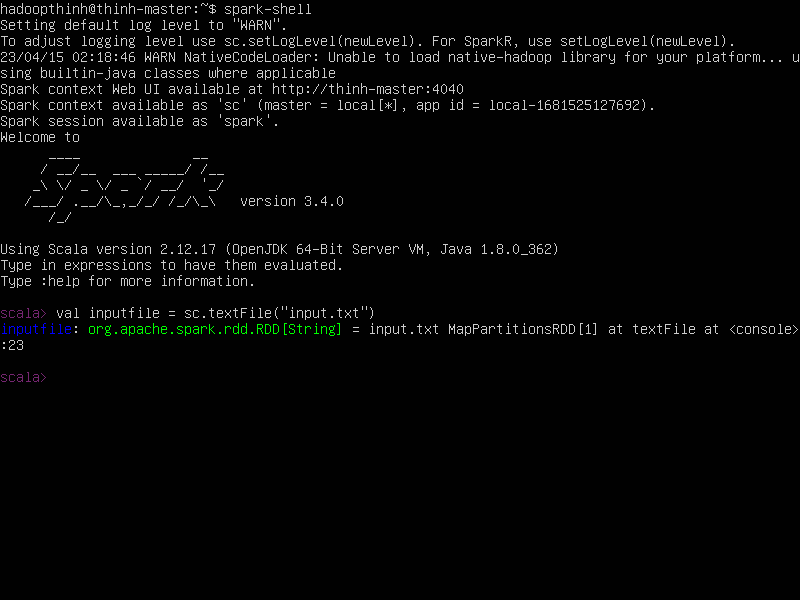 hadoopthinh@thinh-master:~$ spark-shell
Setting default log level to "WARN".
To adjust logging level use sc.setLogLevel(newLevel). For SparkR, use setLogLevel(newLevel).
23/04/15 02:18:46 WARN NativeCodeLoader: Unable to load native-hadoop library for your platform... u
sing builtin-java classes where applicable
Spark context Web UI available at http://thinh-master:4040
Spark context available as 'sc' (master = local[*], app id = local-1681525127692).
Spark session available as 'spark'.
Welcome to
      ____              __
     / __/__  ___ _____/ /__
    _\ \/ _ \/ _ `/ __/  '_/
   /___/ .__/\_,_/_/ /_/\_\   version 3.4.0
      /_/
Using Scala version 2.12.17 (OpenJDK 64-Bit Server VM, Java 1.8.0_362)
Type in expressions to have them evaluated.
Type :help for more information.
scala> val inputfile = sc.textFile("input.txt")
inputfile: org.apache.spark.rdd.RDD[String] = input.txt MapPartitionsRDD[1] at textFile at <console>
:23
scala>